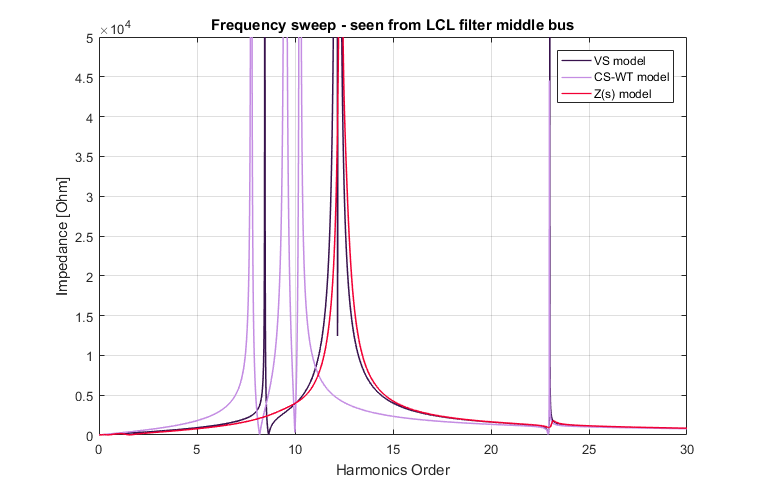 Frequency sweep - seen from LCL filter middle bus
×10⁴
5
4.5
4
3.5
3
2.5
2
1.5
1
0.5
0
Impedance [Ohm]
VS model
CS-WT model
Z(s) model
0 5 10 15 20 25 30
Harmonics Order